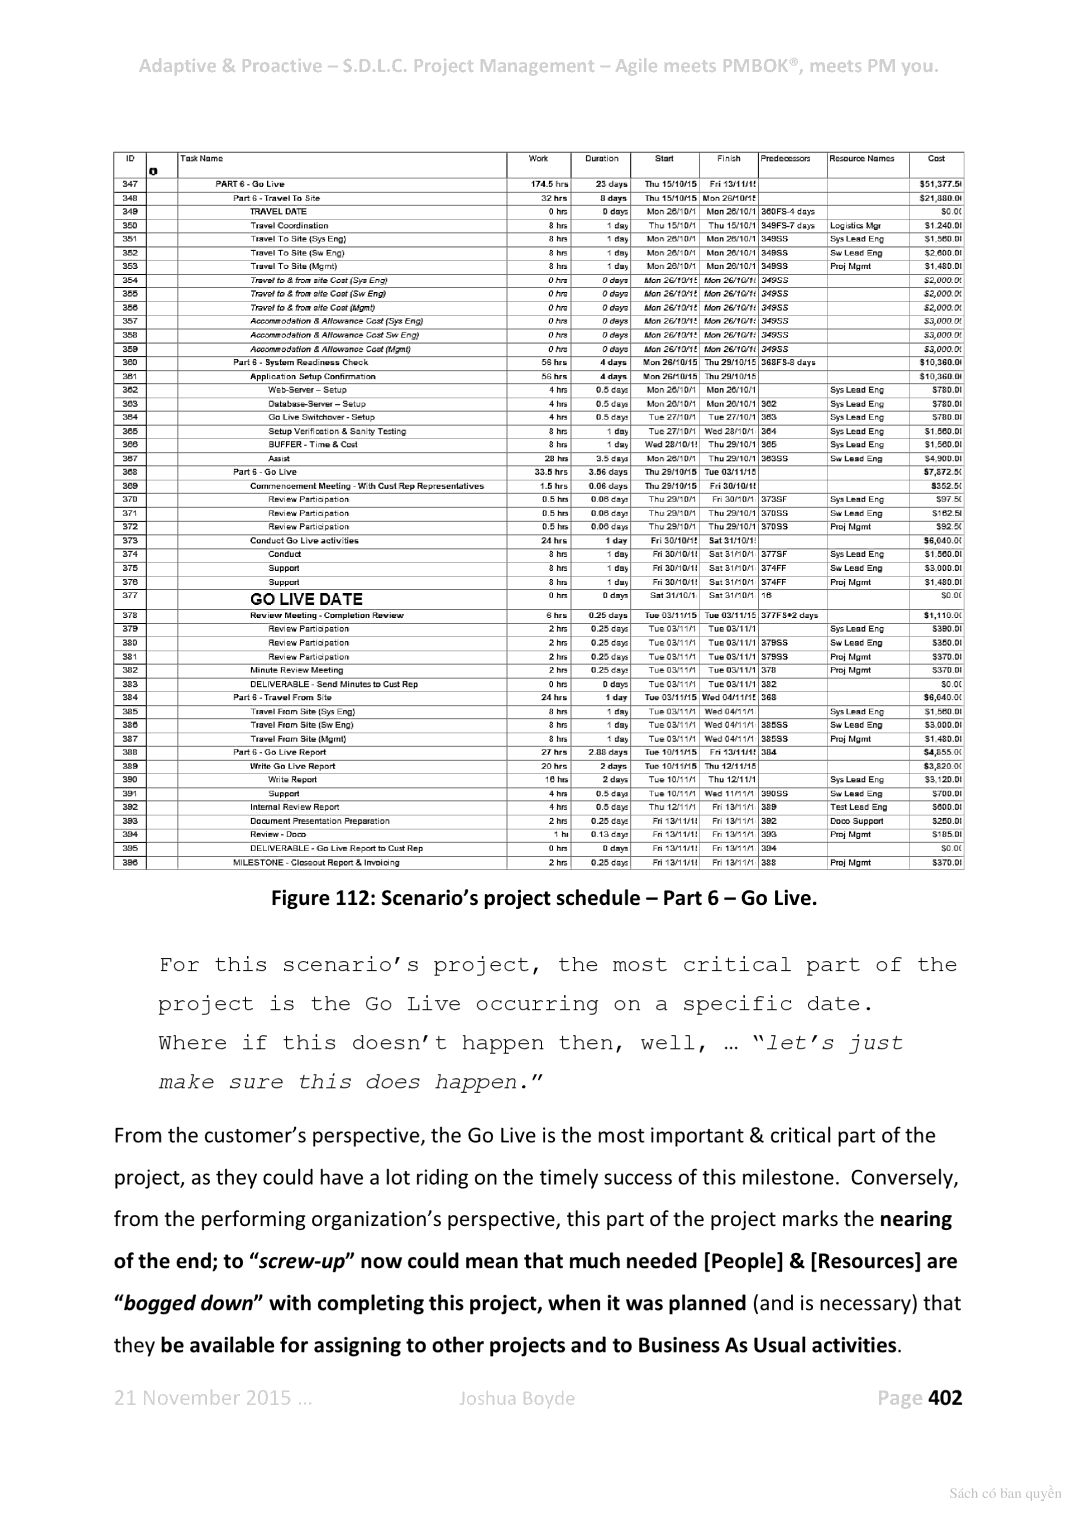 Adaptive & Proactive – S.D.L.C. Project Management – Agile meets PMBOK®, meets PM you.
ID Task Name Work Duration Start Finish Predecessors Resource Names Cost
347 PART 6 - Go Live 174.5 hrs 23 days Thu 15/10/15 Fri 13/11/15 $51,377.50
348 Part 6 - Travel To Site 32 hrs 8 days Thu 15/10/15 Mon 26/10/15 $21,880.00
349 TRAVEL DATE 0 hrs 0 days Mon 26/10/1 Mon 26/10/1 360FS-4 days $0.00
350 Travel Coordination 8 hrs 1 day Thu 15/10/1 Thu 15/10/1 349FS-7 days Logistics Mgr $1,240.00
351 Travel To Site (Sys Eng) 8 hrs 1 day Mon 26/10/1 Mon 26/10/1 349SS Sys Lead Eng $1,560.00
352 Travel To Site (Sw Eng) 8 hrs 1 day Mon 26/10/1 Mon 26/10/1 349SS Sw Lead Eng $2,600.00
353 Travel To Site (Mgmt) 8 hrs 1 day Mon 26/10/1 Mon 26/10/1 349SS Proj Mgmt $1,480.00
354 Travel to & from site Cost (Sys Eng) 0 hrs 0 days Mon 26/10/15 Mon 26/10/15 349SS $2,000.00
355 Travel to & from site Cost (Sw Eng) 0 hrs 0 days Mon 26/10/15 Mon 26/10/15 349SS $2,000.00
356 Travel to & from site Cost (Mgmt) 0 hrs 0 days Mon 26/10/15 Mon 26/10/15 349SS $2,000.00
357 Accommodation & Allowance Cost (Sys Eng) 0 hrs 0 days Mon 26/10/15 Mon 26/10/15 349SS $3,000.00
358 Accommodation & Allowance Cost Sw Eng) 0 hrs 0 days Mon 26/10/15 Mon 26/10/15 349SS $3,000.00
359 Accommodation & Allowance Cost (Mgmt) 0 hrs 0 days Mon 26/10/15 Mon 26/10/15 349SS $3,000.00
360 Part 6 - System Readiness Check 56 hrs 4 days Mon 26/10/15 Thu 29/10/15 368FS-8 days $10,360.00
361 Application Setup Confirmation 56 hrs 4 days Mon 26/10/15 Thu 29/10/15 $10,360.00
362 Web-Server – Setup 4 hrs 0.5 days Mon 26/10/1 Mon 26/10/1 Sys Lead Eng $780.00
363 Database-Server – Setup 4 hrs 0.5 days Mon 26/10/1 Mon 26/10/1 362 Sys Lead Eng $780.00
364 Go Live Switchover - Setup 4 hrs 0.5 days Tue 27/10/1 Tue 27/10/1 363 Sys Lead Eng $780.00
365 Setup Verification & Sanity Testing 8 hrs 1 day Tue 27/10/1 Wed 28/10/1 364 Sys Lead Eng $1,560.00
366 BUFFER - Time & Cost 8 hrs 1 day Wed 28/10/15 Thu 29/10/1 365 Sys Lead Eng $1,560.00
367 Assist 28 hrs 3.5 days Mon 26/10/1 Thu 29/10/1 363SS Sw Lead Eng $4,900.00
368 Part 6 - Go Live 33.5 hrs 3.56 days Thu 29/10/15 Tue 03/11/15 $7,872.50
369 Commencement Meeting - With Cust Rep Representatives 1.5 hrs 0.06 days Thu 29/10/15 Fri 30/10/15 $352.50
370 Review Participation 0.5 hrs 0.06 days Thu 29/10/1 Fri 30/10/1 373SF Sys Lead Eng $97.50
371 Review Participation 0.5 hrs 0.06 days Thu 29/10/1 Thu 29/10/1 370SS Sw Lead Eng $162.50
372 Review Participation 0.5 hrs 0.06 days Thu 29/10/1 Thu 29/10/1 370SS Proj Mgmt $92.50
373 Conduct Go Live activities 24 hrs 1 day Fri 30/10/15 Sat 31/10/15 $6,040.00
374 Conduct 8 hrs 1 day Fri 30/10/15 Sat 31/10/1 377SF Sys Lead Eng $1,560.00
375 Support 8 hrs 1 day Fri 30/10/15 Sat 31/10/1 374FF Sw Lead Eng $3,000.00
376 Support 8 hrs 1 day Fri 30/10/15 Sat 31/10/1 374FF Proj Mgmt $1,480.00
377 GO LIVE DATE 0 hrs 0 days Sat 31/10/1 Sat 31/10/1 16 $0.00
378 Review Meeting - Completion Review 6 hrs 0.25 days Tue 03/11/15 Tue 03/11/15 377FS+2 days $1,110.00
379 Review Participation 2 hrs 0.25 days Tue 03/11/1 Tue 03/11/1 Sys Lead Eng $390.00
380 Review Participation 2 hrs 0.25 days Tue 03/11/1 Tue 03/11/1 379SS Sw Lead Eng $350.00
381 Review Participation 2 hrs 0.25 days Tue 03/11/1 Tue 03/11/1 379SS Proj Mgmt $370.00
382 Minute Review Meeting 2 hrs 0.25 days Tue 03/11/1 Tue 03/11/1 378 Proj Mgmt $370.00
383 DELIVERABLE - Send Minutes to Cust Rep 0 hrs 0 days Tue 03/11/1 Tue 03/11/1 382 $0.00
384 Part 6 - Travel From Site 24 hrs 1 day Tue 03/11/15 Wed 04/11/15 368 $6,040.00
385 Travel From Site (Sys Eng) 8 hrs 1 day Tue 03/11/1 Wed 04/11/1 Sys Lead Eng $1,560.00
386 Travel From Site (Sw Eng) 8 hrs 1 day Tue 03/11/1 Wed 04/11/1 385SS Sw Lead Eng $3,000.00
387 Travel From Site (Mgmt) 8 hrs 1 day Tue 03/11/1 Wed 04/11/1 385SS Proj Mgmt $1,480.00
388 Part 6 - Go Live Report 27 hrs 2.88 days Tue 10/11/15 Fri 13/11/15 384 $4,855.00
389 Write Go Live Report 20 hrs 2 days Tue 10/11/15 Thu 12/11/15 $3,820.00
390 Write Report 16 hrs 2 days Tue 10/11/1 Thu 12/11/1 Sys Lead Eng $3,120.00
391 Support 4 hrs 0.5 days Tue 10/11/1 Wed 11/11/1 390SS Sw Lead Eng $700.00
392 Internal Review Report 4 hrs 0.5 days Thu 12/11/1 Fri 13/11/1 389 Test Lead Eng $600.00
393 Document Presentation Preparation 2 hrs 0.25 days Fri 13/11/15 Fri 13/11/1 392 Doco Support $250.00
394 Review - Doco 1 hr 0.13 days Fri 13/11/15 Fri 13/11/1 393 Proj Mgmt $185.00
395 DELIVERABLE - Go Live Report to Cust Rep 0 hrs 0 days Fri 13/11/15 Fri 13/11/1 394 $0.00
396 MILESTONE - Closeout Report & Invoicing 2 hrs 0.25 days Fri 13/11/15 Fri 13/11/1 388 Proj Mgmt $370.00
Figure 112: Scenario's project schedule – Part 6 – Go Live.
For this scenario's project, the most critical part of the
project is the Go Live occurring on a specific date.
Where if this doesn't happen then, well, … "let's just
make sure this does happen."
From the customer's perspective, the Go Live is the most important & critical part of the
project, as they could have a lot riding on the timely success of this milestone. Conversely,
from the performing organization's perspective, this part of the project marks the nearing
of the end; to "screw-up" now could mean that much needed [People] & [Resources] are
"bogged down" with completing this project, when it was planned (and is necessary) that
they be available for assigning to other projects and to Business As Usual activities.
21 November 2015 … Joshua Boyde Page 402
Sách có bản quyền